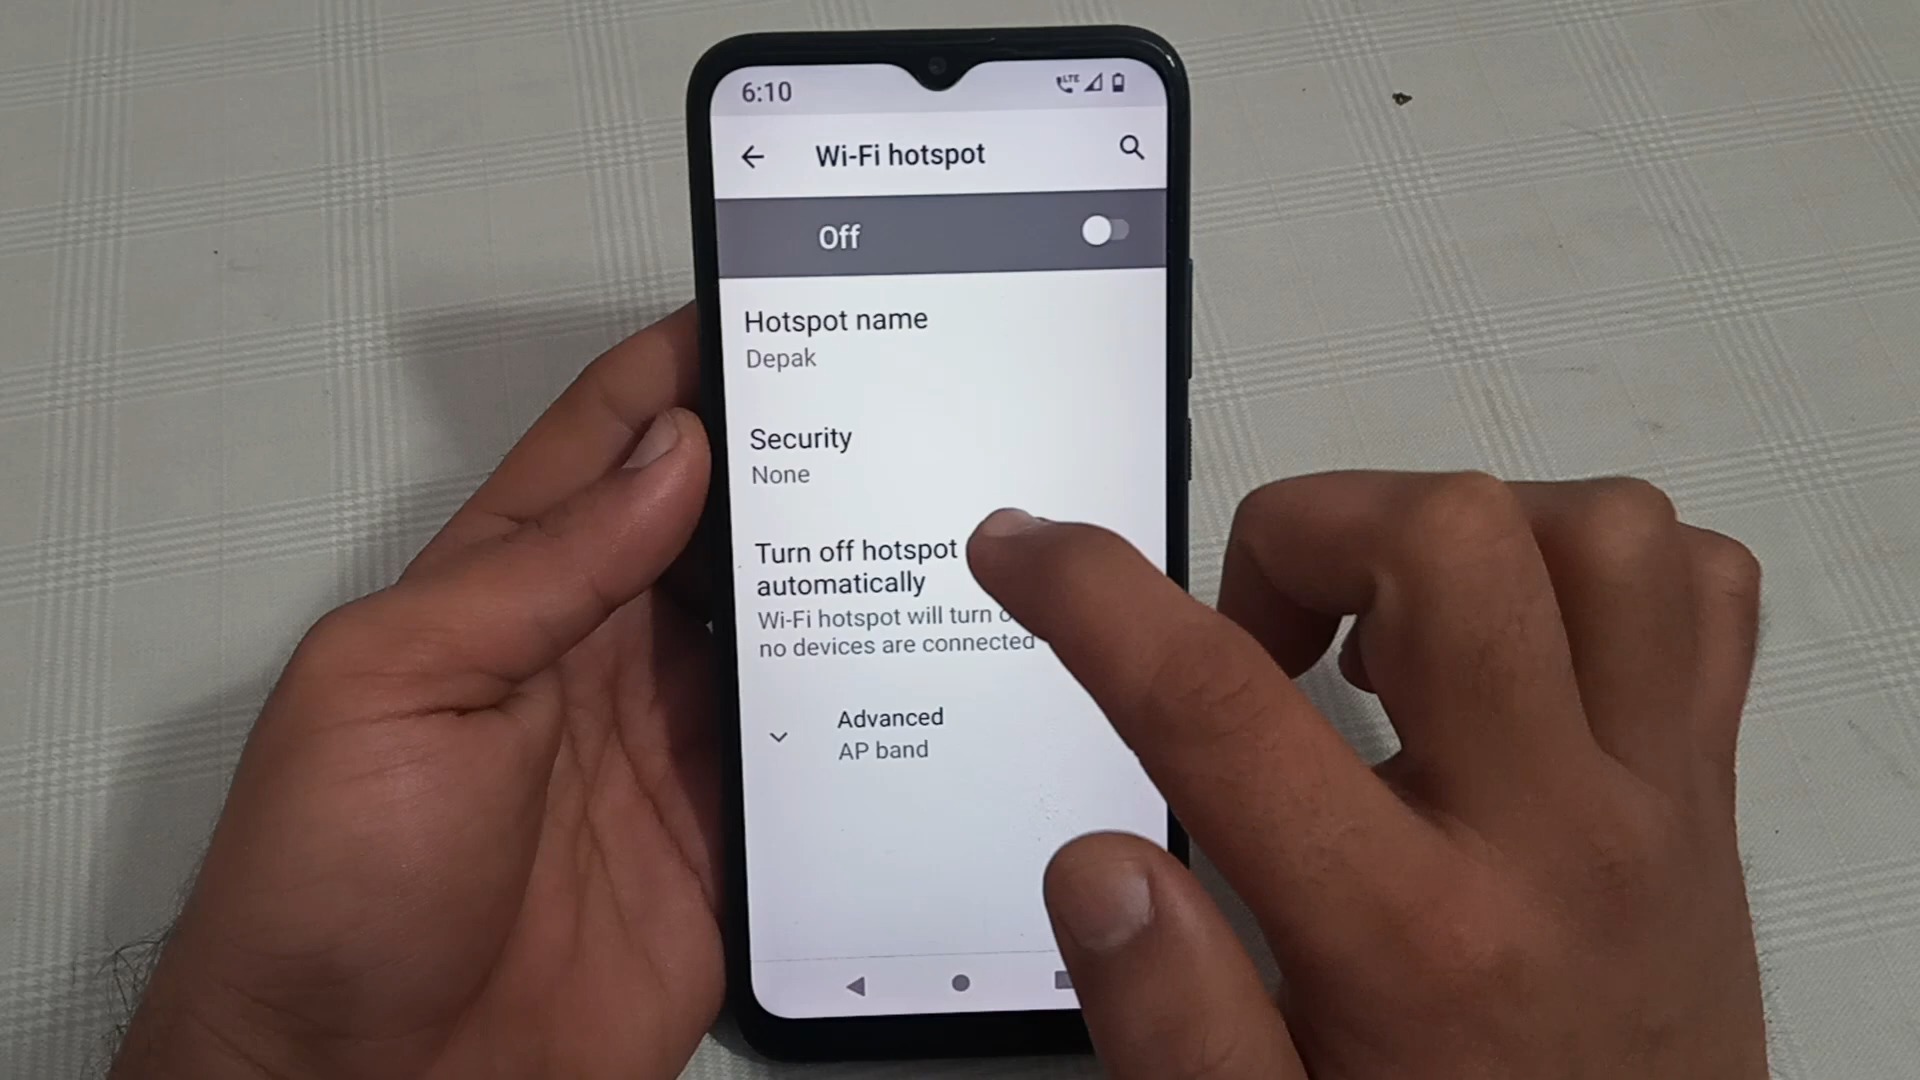 6:10
LTE
Wi-Fi hotspot
Off
Hotspot name
Depak
Security
None
Turn off hotspot
automatically
Wi-Fi hotspot will turn
no devices are connected
Advanced
AP band